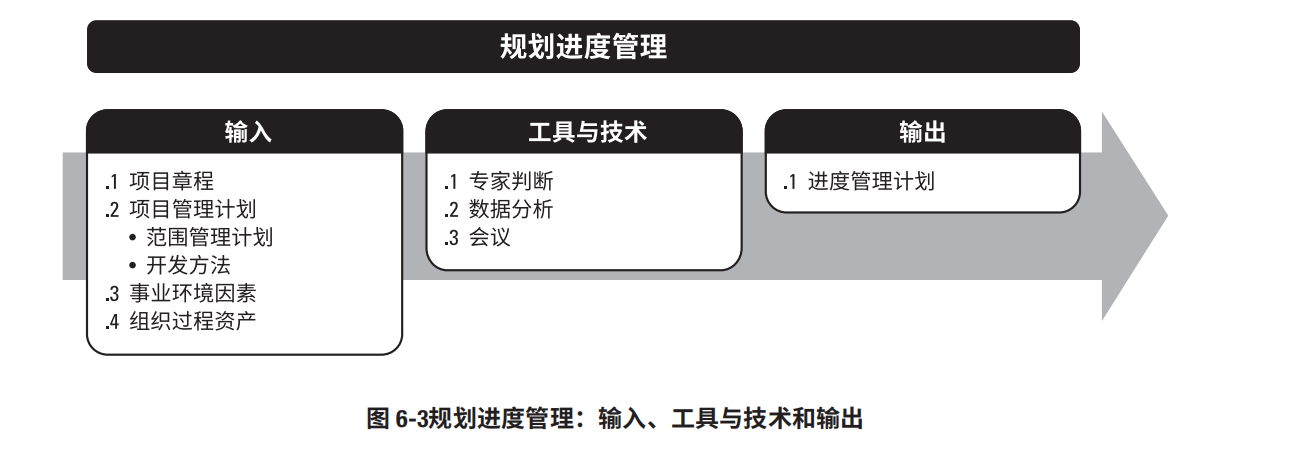 规划进度管理
输入
.1 项目章程
.2 项目管理计划
• 范围管理计划
• 开发方法
.3 事业环境因素
.4 组织过程资产
工具与技术
.1 专家判断
.2 数据分析
.3 会议
输出
.1 进度管理计划
图 6-3规划进度管理：输入、工具与技术和输出